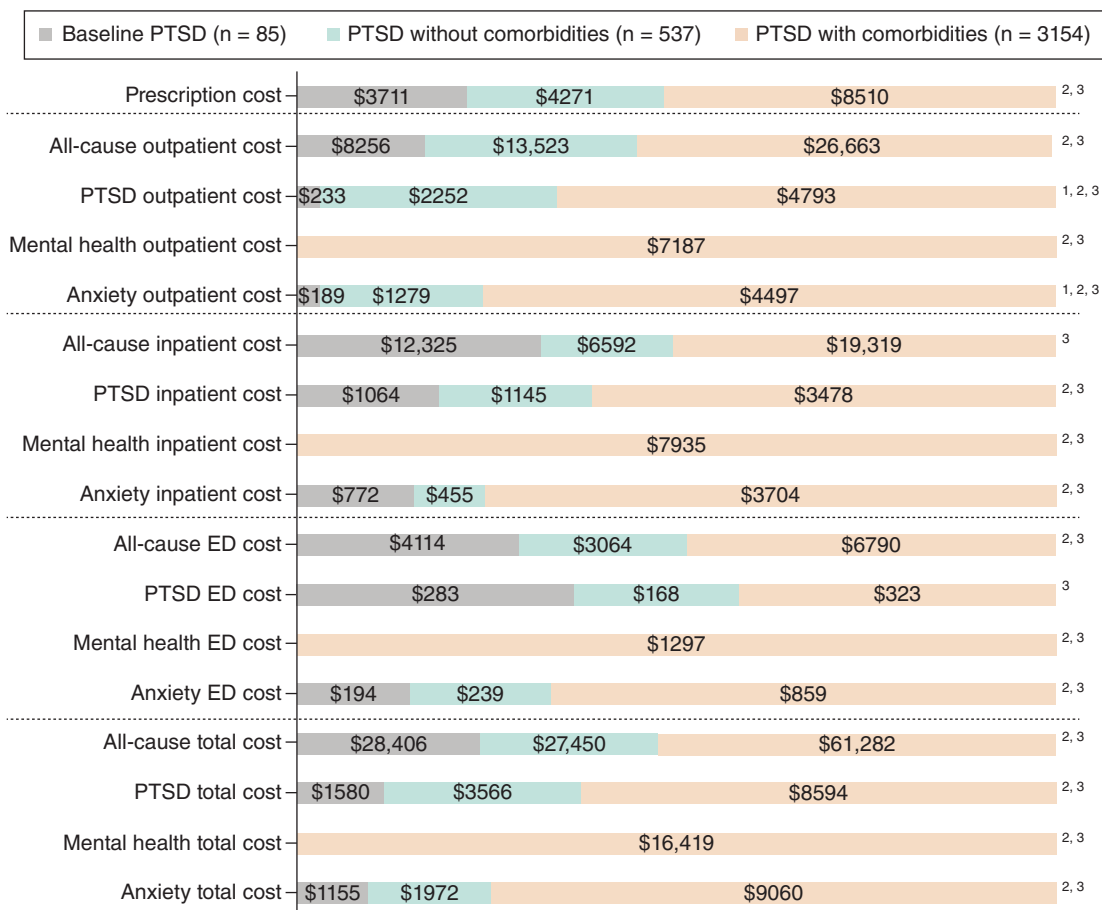 Baseline PTSD (n = 85) PTSD without comorbidities (n = 537) PTSD with comorbidities (n = 3154)
Prescription cost $3711 $4271 $8510 2, 3
All-cause outpatient cost $8256 $13,523 $26,663 2, 3
PTSD outpatient cost $233 $2252 $4793 1, 2, 3
Mental health outpatient cost $7187 2, 3
Anxiety outpatient cost $189 $1279 $4497 1, 2, 3
All-cause inpatient cost $12,325 $6592 $19,319 3
PTSD inpatient cost $1064 $1145 $3478 2, 3
Mental health inpatient cost $7935 2, 3
Anxiety inpatient cost $772 $455 $3704 2, 3
All-cause ED cost $4114 $3064 $6790 2, 3
PTSD ED cost $283 $168 $323 3
Mental health ED cost $1297 2, 3
Anxiety ED cost $194 $239 $859 2, 3
All-cause total cost $28,406 $27,450 $61,282 2, 3
PTSD total cost $1580 $3566 $8594 2, 3
Mental health total cost $16,419 2, 3
Anxiety total cost $1155 $1972 $9060 2, 3